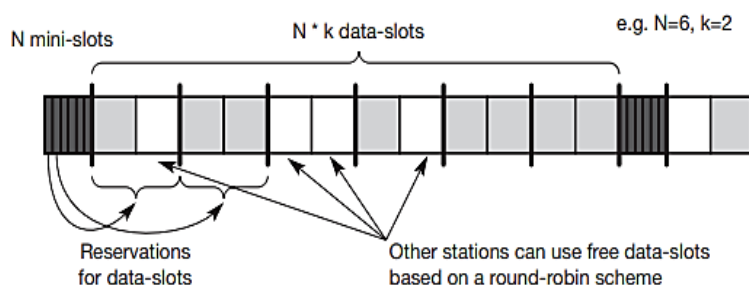 N mini-slots
N * k data-slots
e.g. N=6, k=2
Reservations
for data-slots
Other stations can use free data-slots
based on a round-robin scheme